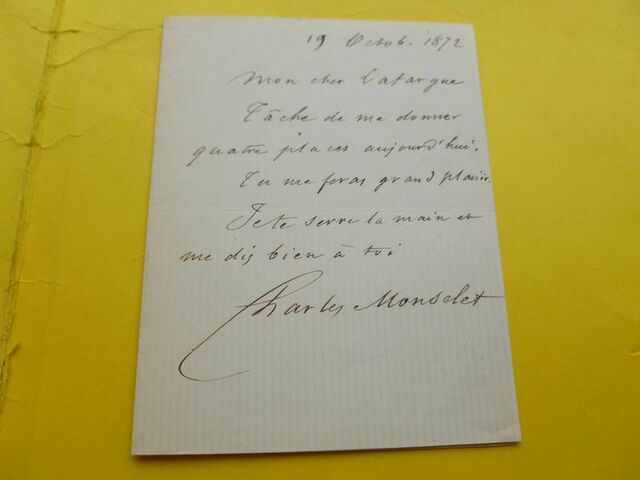 19 Octob. 1872
Mon cher Latargue
Tâche de me donner
quatre places aujourd'hui.
Tu me feras grand plaisir.
Je te serre la main et
me dis bien à toi
Charles Monselet